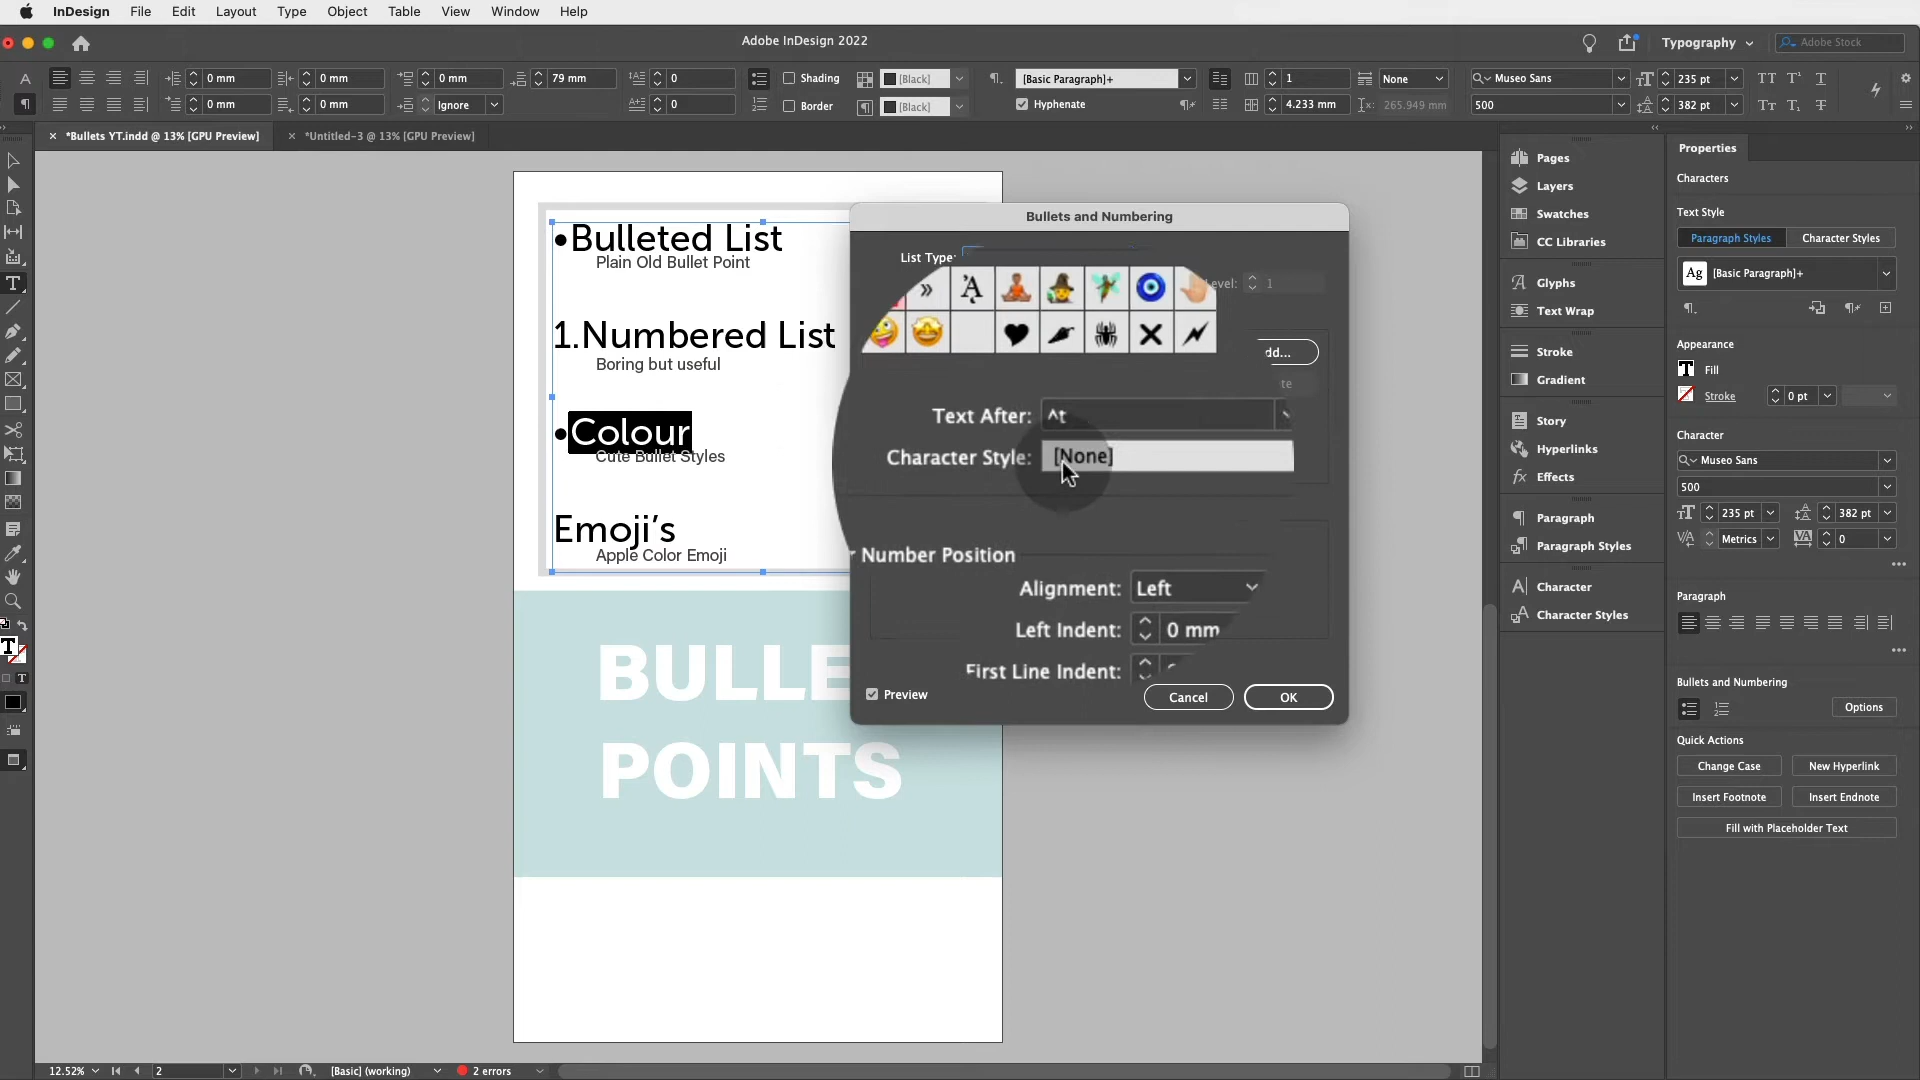 InDesign File Edit Layout Type Object Table View Window Help
Adobe InDesign 2022
Typography
Adobe Stock
0 mm 0 mm 0 mm 79 mm 0 Shading [Black] [Basic Paragraph]+ 1 None Museo Sans 235 pt
0 mm 0 mm Ignore 0 Border [Black] Hyphenate 4.233 mm 265.949 mm 500 382 pt
*Bullets YT.indd @ 13% [GPU Preview] *Untitled-3 @ 13% [GPU Preview]
•Bulleted List
Plain Old Bullet Point
1.Numbered List
Boring but useful
•Colour
Cute Bullet Styles
Emoji's
Apple Color Emoji
BULLE
POINTS
Bullets and Numbering
List Type:
evel: 1
dd...
te
Text After: ^t
Character Style: [None]
r Number Position
Alignment: Left
Left Indent: 0 mm
First Line Indent:
Preview
Cancel OK
Pages
Layers
Swatches
CC Libraries
Glyphs
Text Wrap
Stroke
Gradient
Story
Hyperlinks
Effects
Paragraph
Paragraph Styles
Character
Character Styles
Properties
Characters
Text Style
Paragraph Styles Character Styles
Ag [Basic Paragraph]+
Appearance
Fill
Stroke 0 pt
Character
Museo Sans
500
235 pt 382 pt
Metrics 0
Paragraph
Bullets and Numbering
Options
Quick Actions
Change Case New Hyperlink
Insert Footnote Insert Endnote
Fill with Placeholder Text
12.52% 2 [Basic] (working) 2 errors